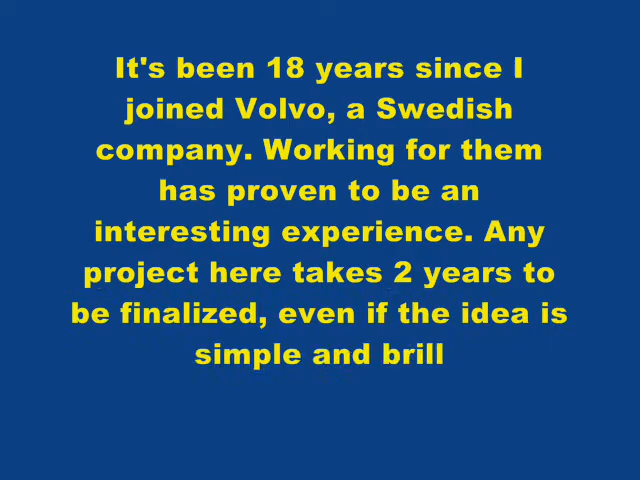 It's been 18 years since I
joined Volvo, a Swedish
company. Working for them
has proven to be an
interesting experience. Any
project here takes 2 years to
be finalized, even if the idea is
simple and brill